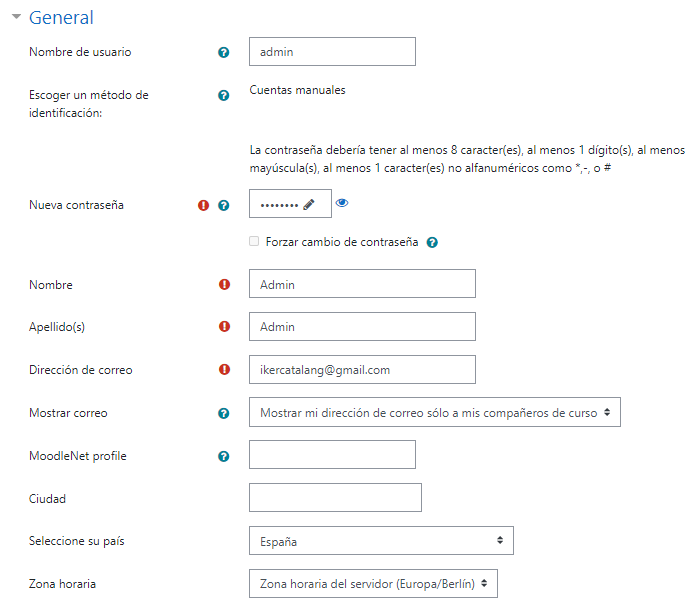 General
Nombre de usuario
admin
Escoger un método de
identificación:
Cuentas manuales
La contraseña debería tener al menos 8 caracter(es), al menos 1 dígito(s), al menos
mayúscula(s), al menos 1 caracter(es) no alfanuméricos como *,-, o #
Nueva contraseña
Forzar cambio de contraseña
Nombre
Admin
Apellido(s)
Admin
Dirección de correo
ikercatalang@gmail.com
Mostrar correo
Mostrar mi dirección de correo sólo a mis compañeros de curso
MoodleNet profile
Ciudad
Seleccione su país
España
Zona horaria
Zona horaria del servidor (Europa/Berlín)